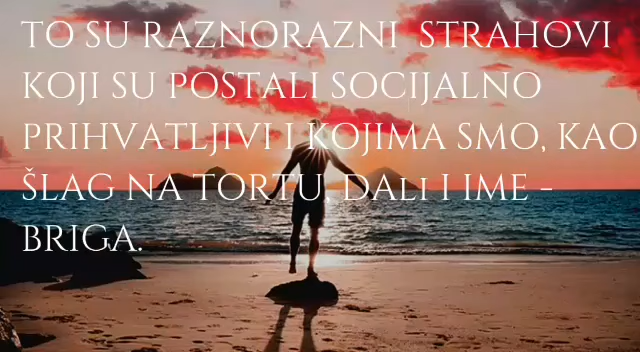 TO SU RAZNORAZNI STRAHOVI
KOJI SU POSTALI SOCIJALNO
PRIHVATLJIVI I KOJIMA SMO, KAO
ŠLAG NA TORTU, DALI I IME -
BRIGA.